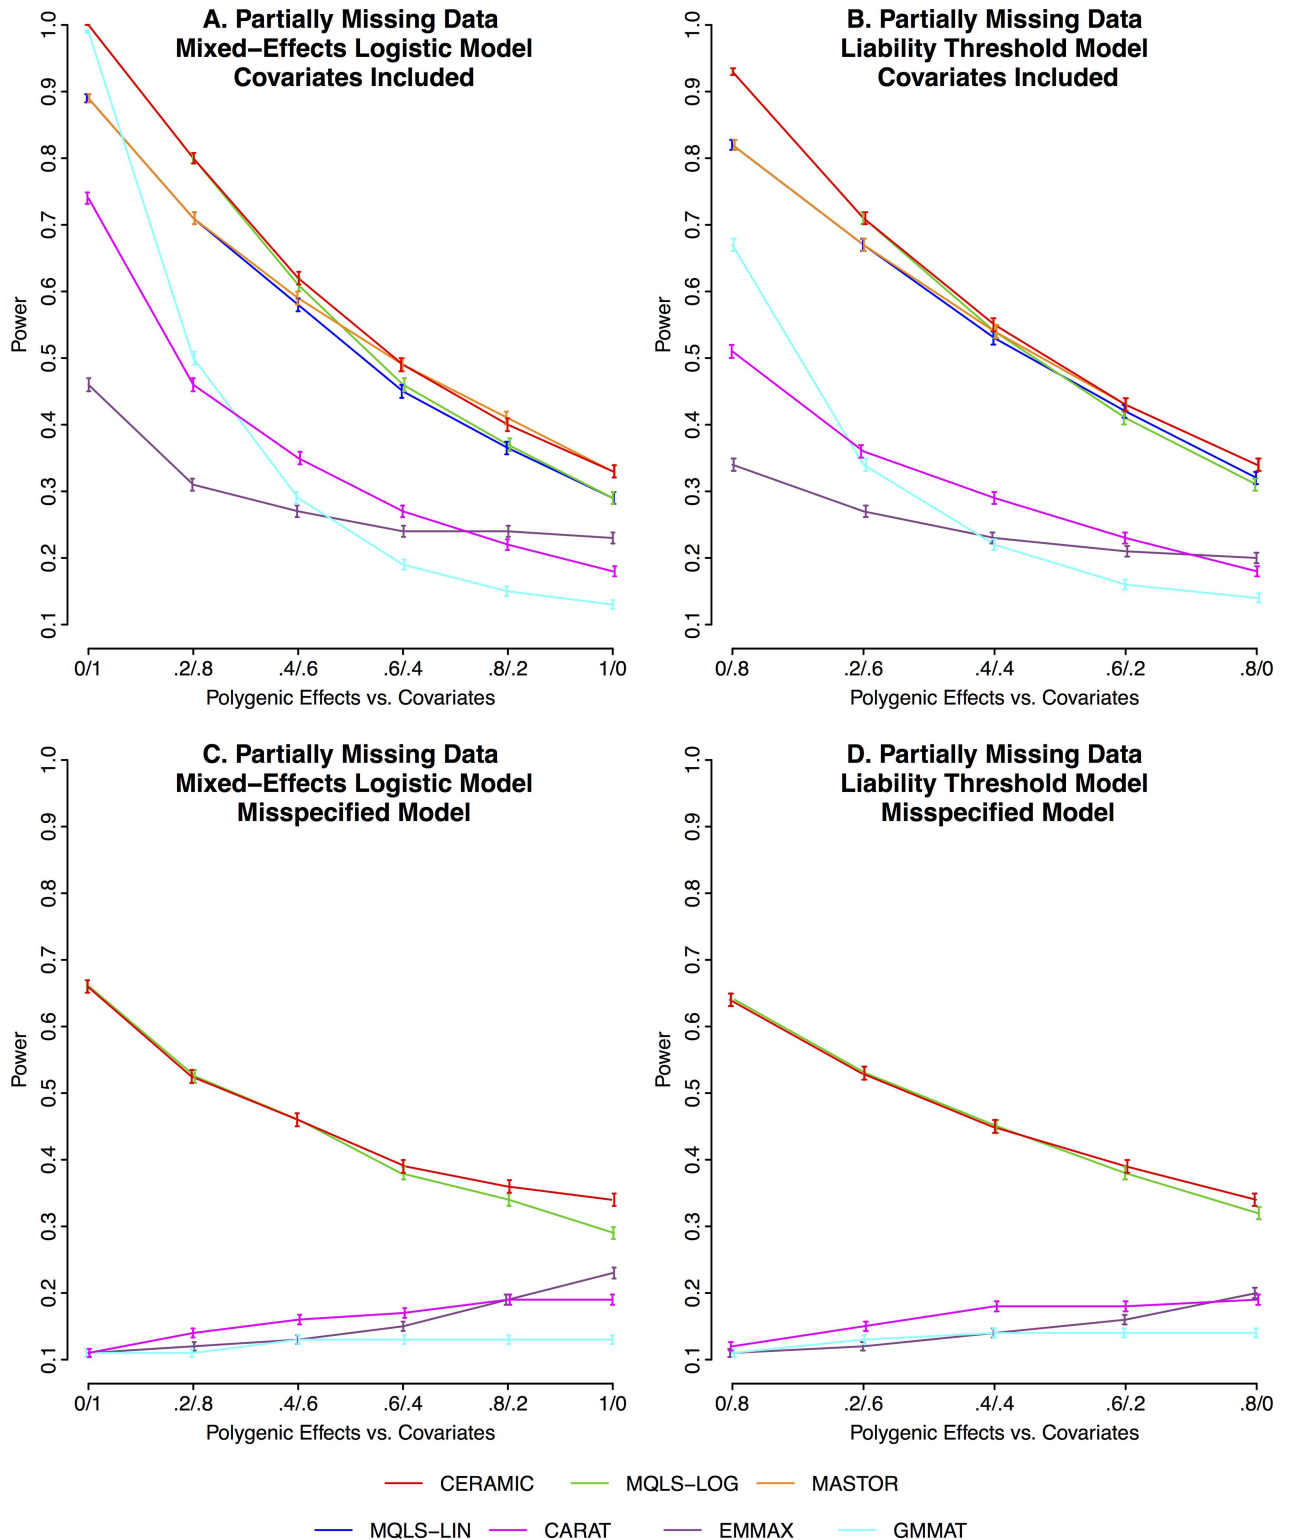 A. Partially Missing Data
Mixed−Effects Logistic Model
Covariates Included
Power
1.0
0.9
0.8
0.7
0.6
0.5
0.4
0.3
0.2
0.1
0/1 .2/.8 .4/.6 .6/.4 .8/.2 1/0
Polygenic Effects vs. Covariates
B. Partially Missing Data
Liability Threshold Model
Covariates Included
Power
1.0
0.9
0.8
0.7
0.6
0.5
0.4
0.3
0.2
0.1
0/.8 .2/.6 .4/.4 .6/.2 .8/0
Polygenic Effects vs. Covariates
C. Partially Missing Data
Mixed−Effects Logistic Model
Misspecified Model
Power
1.0
0.9
0.8
0.7
0.6
0.5
0.4
0.3
0.2
0.1
0/1 .2/.8 .4/.6 .6/.4 .8/.2 1/0
Polygenic Effects vs. Covariates
D. Partially Missing Data
Liability Threshold Model
Misspecified Model
Power
1.0
0.9
0.8
0.7
0.6
0.5
0.4
0.3
0.2
0.1
0/.8 .2/.6 .4/.4 .6/.2 .8/0
Polygenic Effects vs. Covariates
CERAMIC MQLS−LOG MASTOR
MQLS−LIN CARAT EMMAX GMMAT